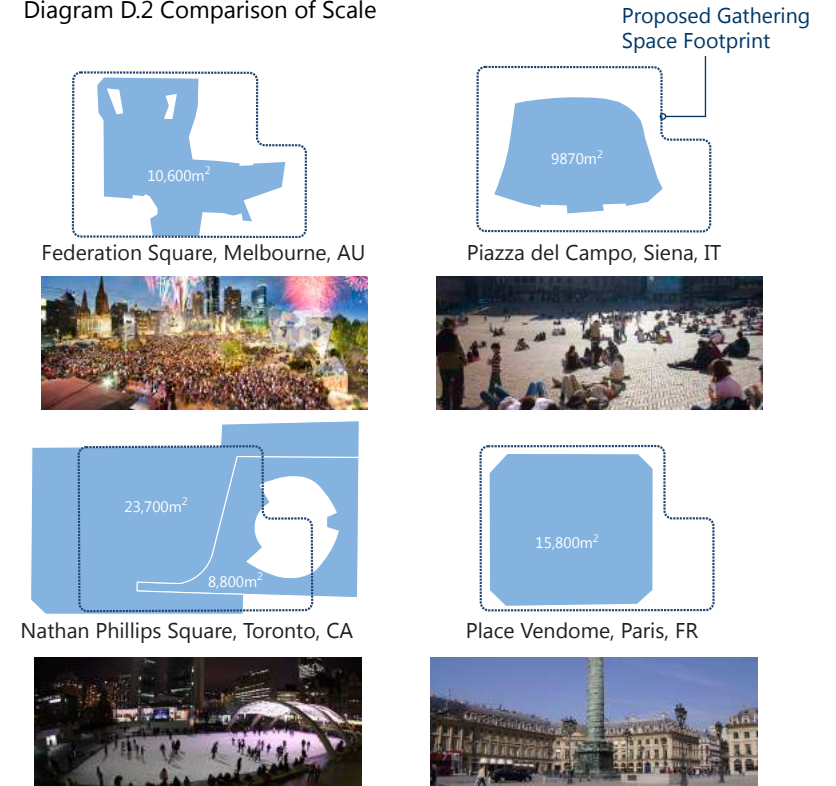 Diagram D.2 Comparison of Scale
Proposed Gathering
Space Footprint
10,600m²
9870m²
Federation Square, Melbourne, AU
Piazza del Campo, Siena, IT
23,700m²
8,800m²
15,800m²
Nathan Phillips Square, Toronto, CA
Place Vendome, Paris, FR